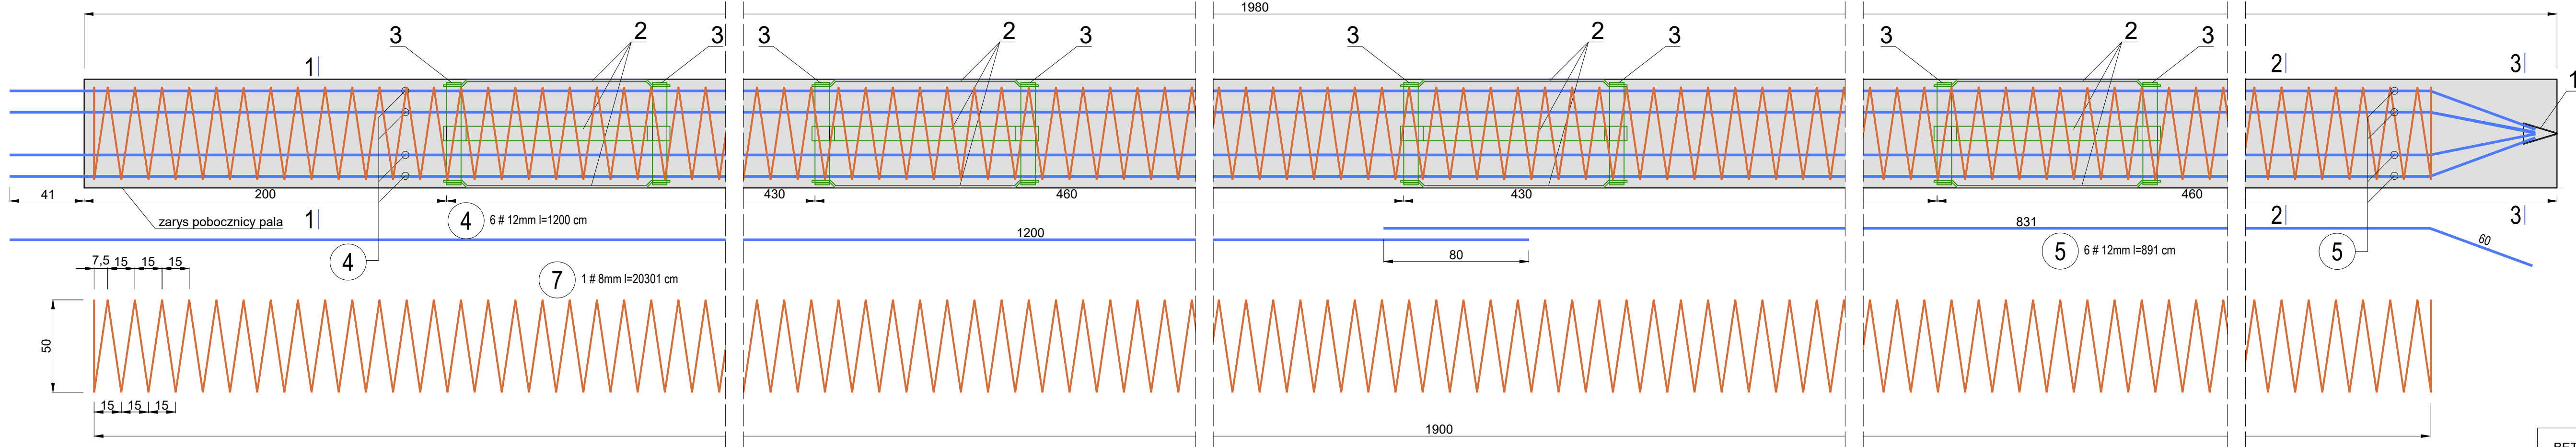 1980
3 2 3 3 2 3 3 2 3 3 2 3
1 2 3 1
41 200 430 460 430 460
zarys pobocznicy pala
1 4 6 # 12mm l=1200 cm 2 3
1200 831 60
4 80 5 6 # 12mm l=891 cm 5
7,5 15 15 15 7 1 # 8mm l=20301 cm
50
15 15 15
1900